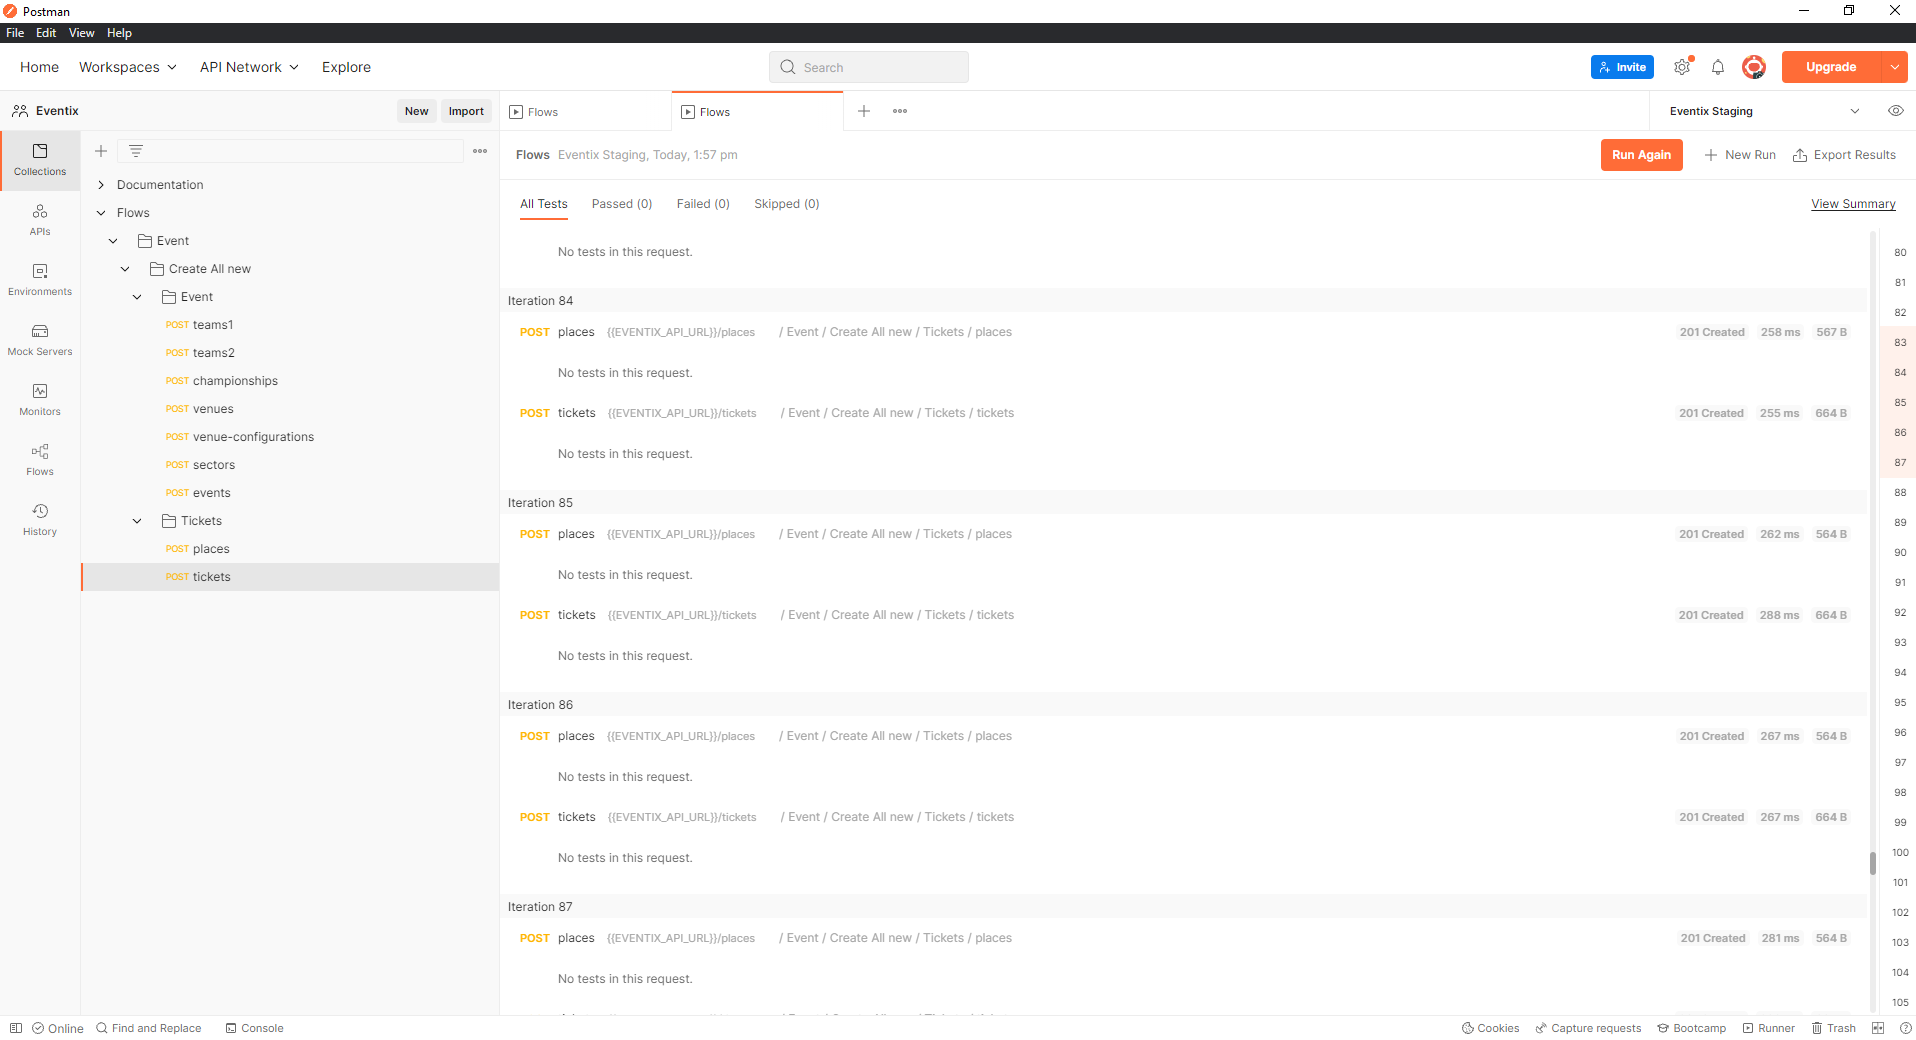 Postman
File Edit View Help
Home Workspaces API Network Explore Search Invite Upgrade
Eventix New Import
Flows Flows Eventix Staging
Collections
APIs
Environments
Mock Servers
Monitors
Flows
History
Documentation
Flows
Event
Create All new
Event
POST teams1
POST teams2
POST championships
POST venues
POST venue-configurations
POST sectors
POST events
Tickets
POST places
POST tickets
Flows Eventix Staging, Today, 1:57 pm Run Again New Run Export Results
All Tests Passed (0) Failed (0) Skipped (0) View Summary
No tests in this request.
Iteration 84
POST places {{EVENTIX_API_URL}}/places / Event / Create All new / Tickets / places 201 Created 258 ms 567 B
No tests in this request.
POST tickets {{EVENTIX_API_URL}}/tickets / Event / Create All new / Tickets / tickets 201 Created 255 ms 664 B
No tests in this request.
Iteration 85
POST places {{EVENTIX_API_URL}}/places / Event / Create All new / Tickets / places 201 Created 262 ms 564 B
No tests in this request.
POST tickets {{EVENTIX_API_URL}}/tickets / Event / Create All new / Tickets / tickets 201 Created 288 ms 664 B
No tests in this request.
Iteration 86
POST places {{EVENTIX_API_URL}}/places / Event / Create All new / Tickets / places 201 Created 267 ms 564 B
No tests in this request.
POST tickets {{EVENTIX_API_URL}}/tickets / Event / Create All new / Tickets / tickets 201 Created 267 ms 664 B
No tests in this request.
Iteration 87
POST places {{EVENTIX_API_URL}}/places / Event / Create All new / Tickets / places 201 Created 281 ms 564 B
No tests in this request.
80
81
82
83
84
85
86
87
88
89
90
91
92
93
94
95
96
97
98
99
100
101
102
103
104
105
Online Find and Replace Console Cookies Capture requests Bootcamp Runner Trash